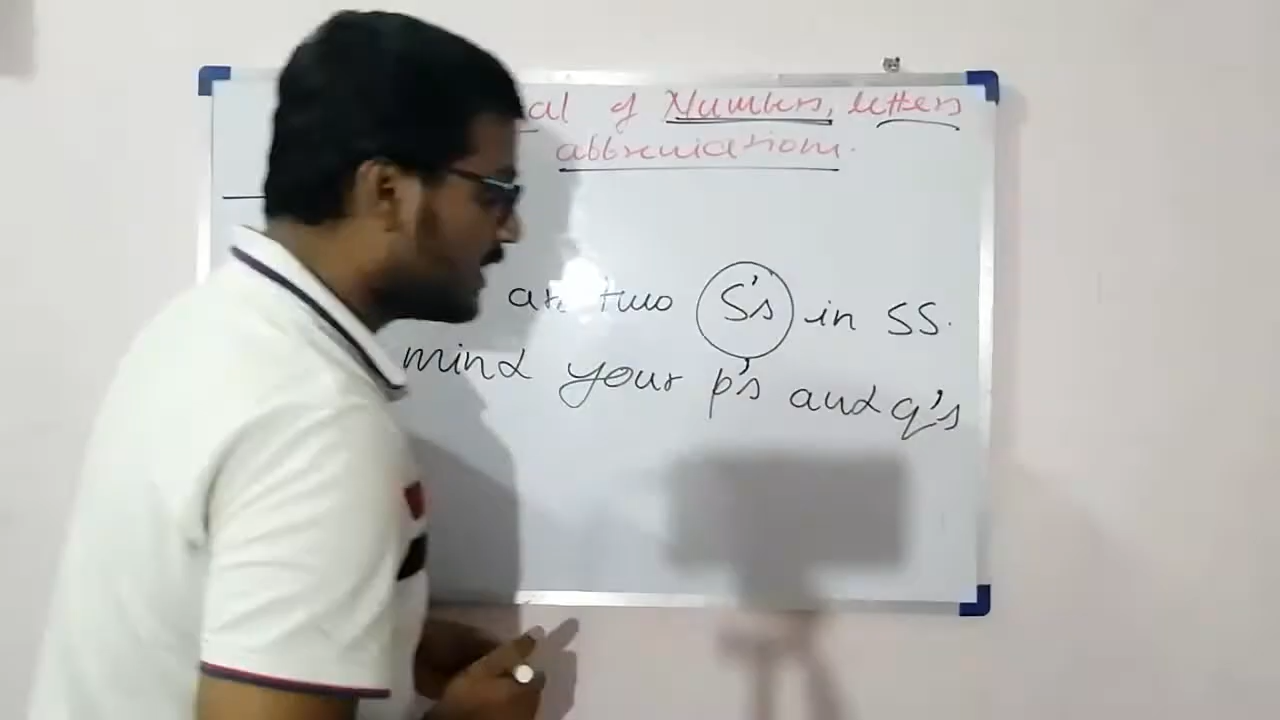 al of Numbers, letters
abbreviations.
are two S's in SS.
mind your p's and q's